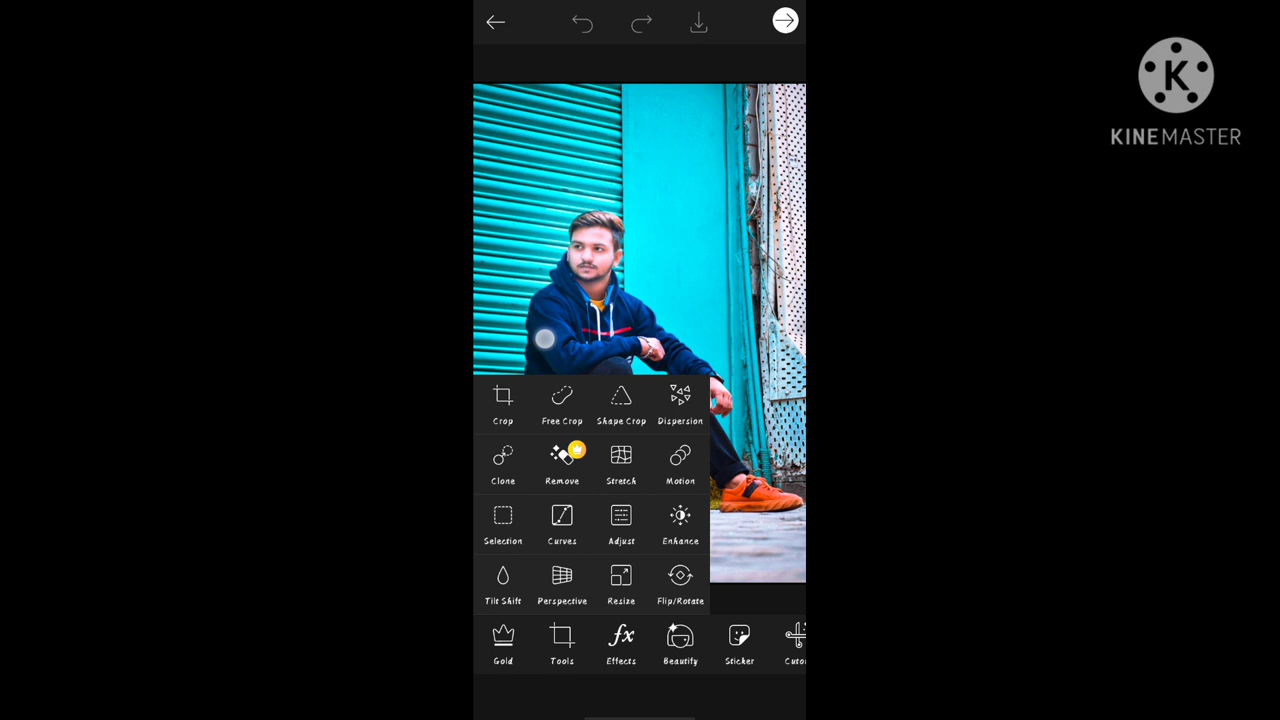 KINEMASTER
Crop Free Crop Shape Crop Dispersion
Clone Remove Stretch Motion
Selection Curves Adjust Enhance
Tilt Shift Perspective Resize Flip/Rotate
Gold Tools fx Effects Beautify Sticker